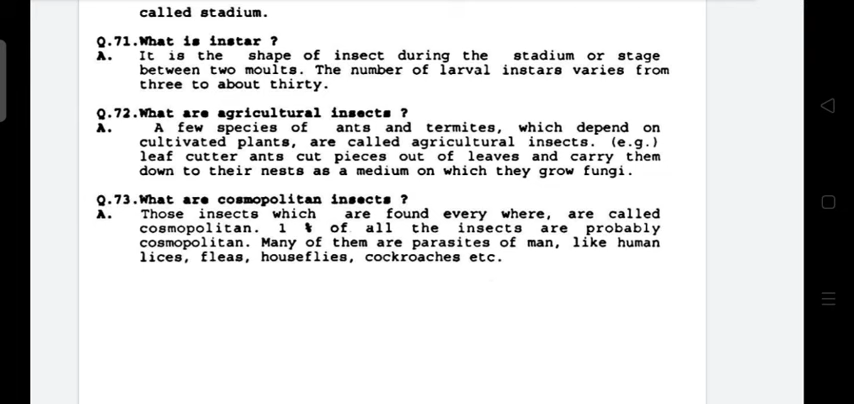 called stadium.
Q.71.What is instar ?
A. It is the shape of insect during the stadium or stage
between two moults. The number of larval instars varies from
three to about thirty.
Q.72.What are agricultural insects ?
A. A few species of ants and termites, which depend on
cultivated plants, are called agricultural insects. (e.g.)
leaf cutter ants cut pieces out of leaves and carry them
down to their nests as a medium on which they grow fungi.
Q.73.What are cosmopolitan insects ?
A. Those insects which are found every where, are called
cosmopolitan. 1 % of all the insects are probably
cosmopolitan. Many of them are parasites of man, like human
lices, fleas, houseflies, cockroaches etc.